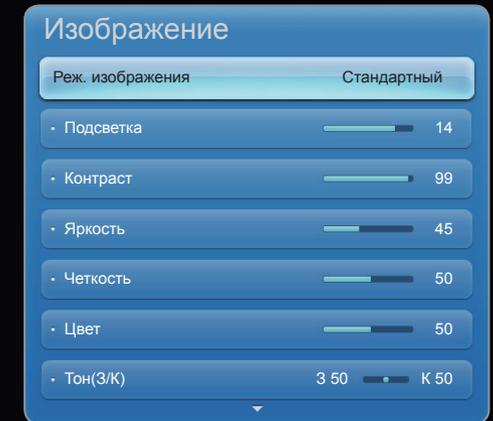 Изображение
Реж. изображения Стандартный
· Подсветка 14
· Контраст 99
· Яркость 45
· Четкость 50
· Цвет 50
· Тон(З/К) З 50 К 50